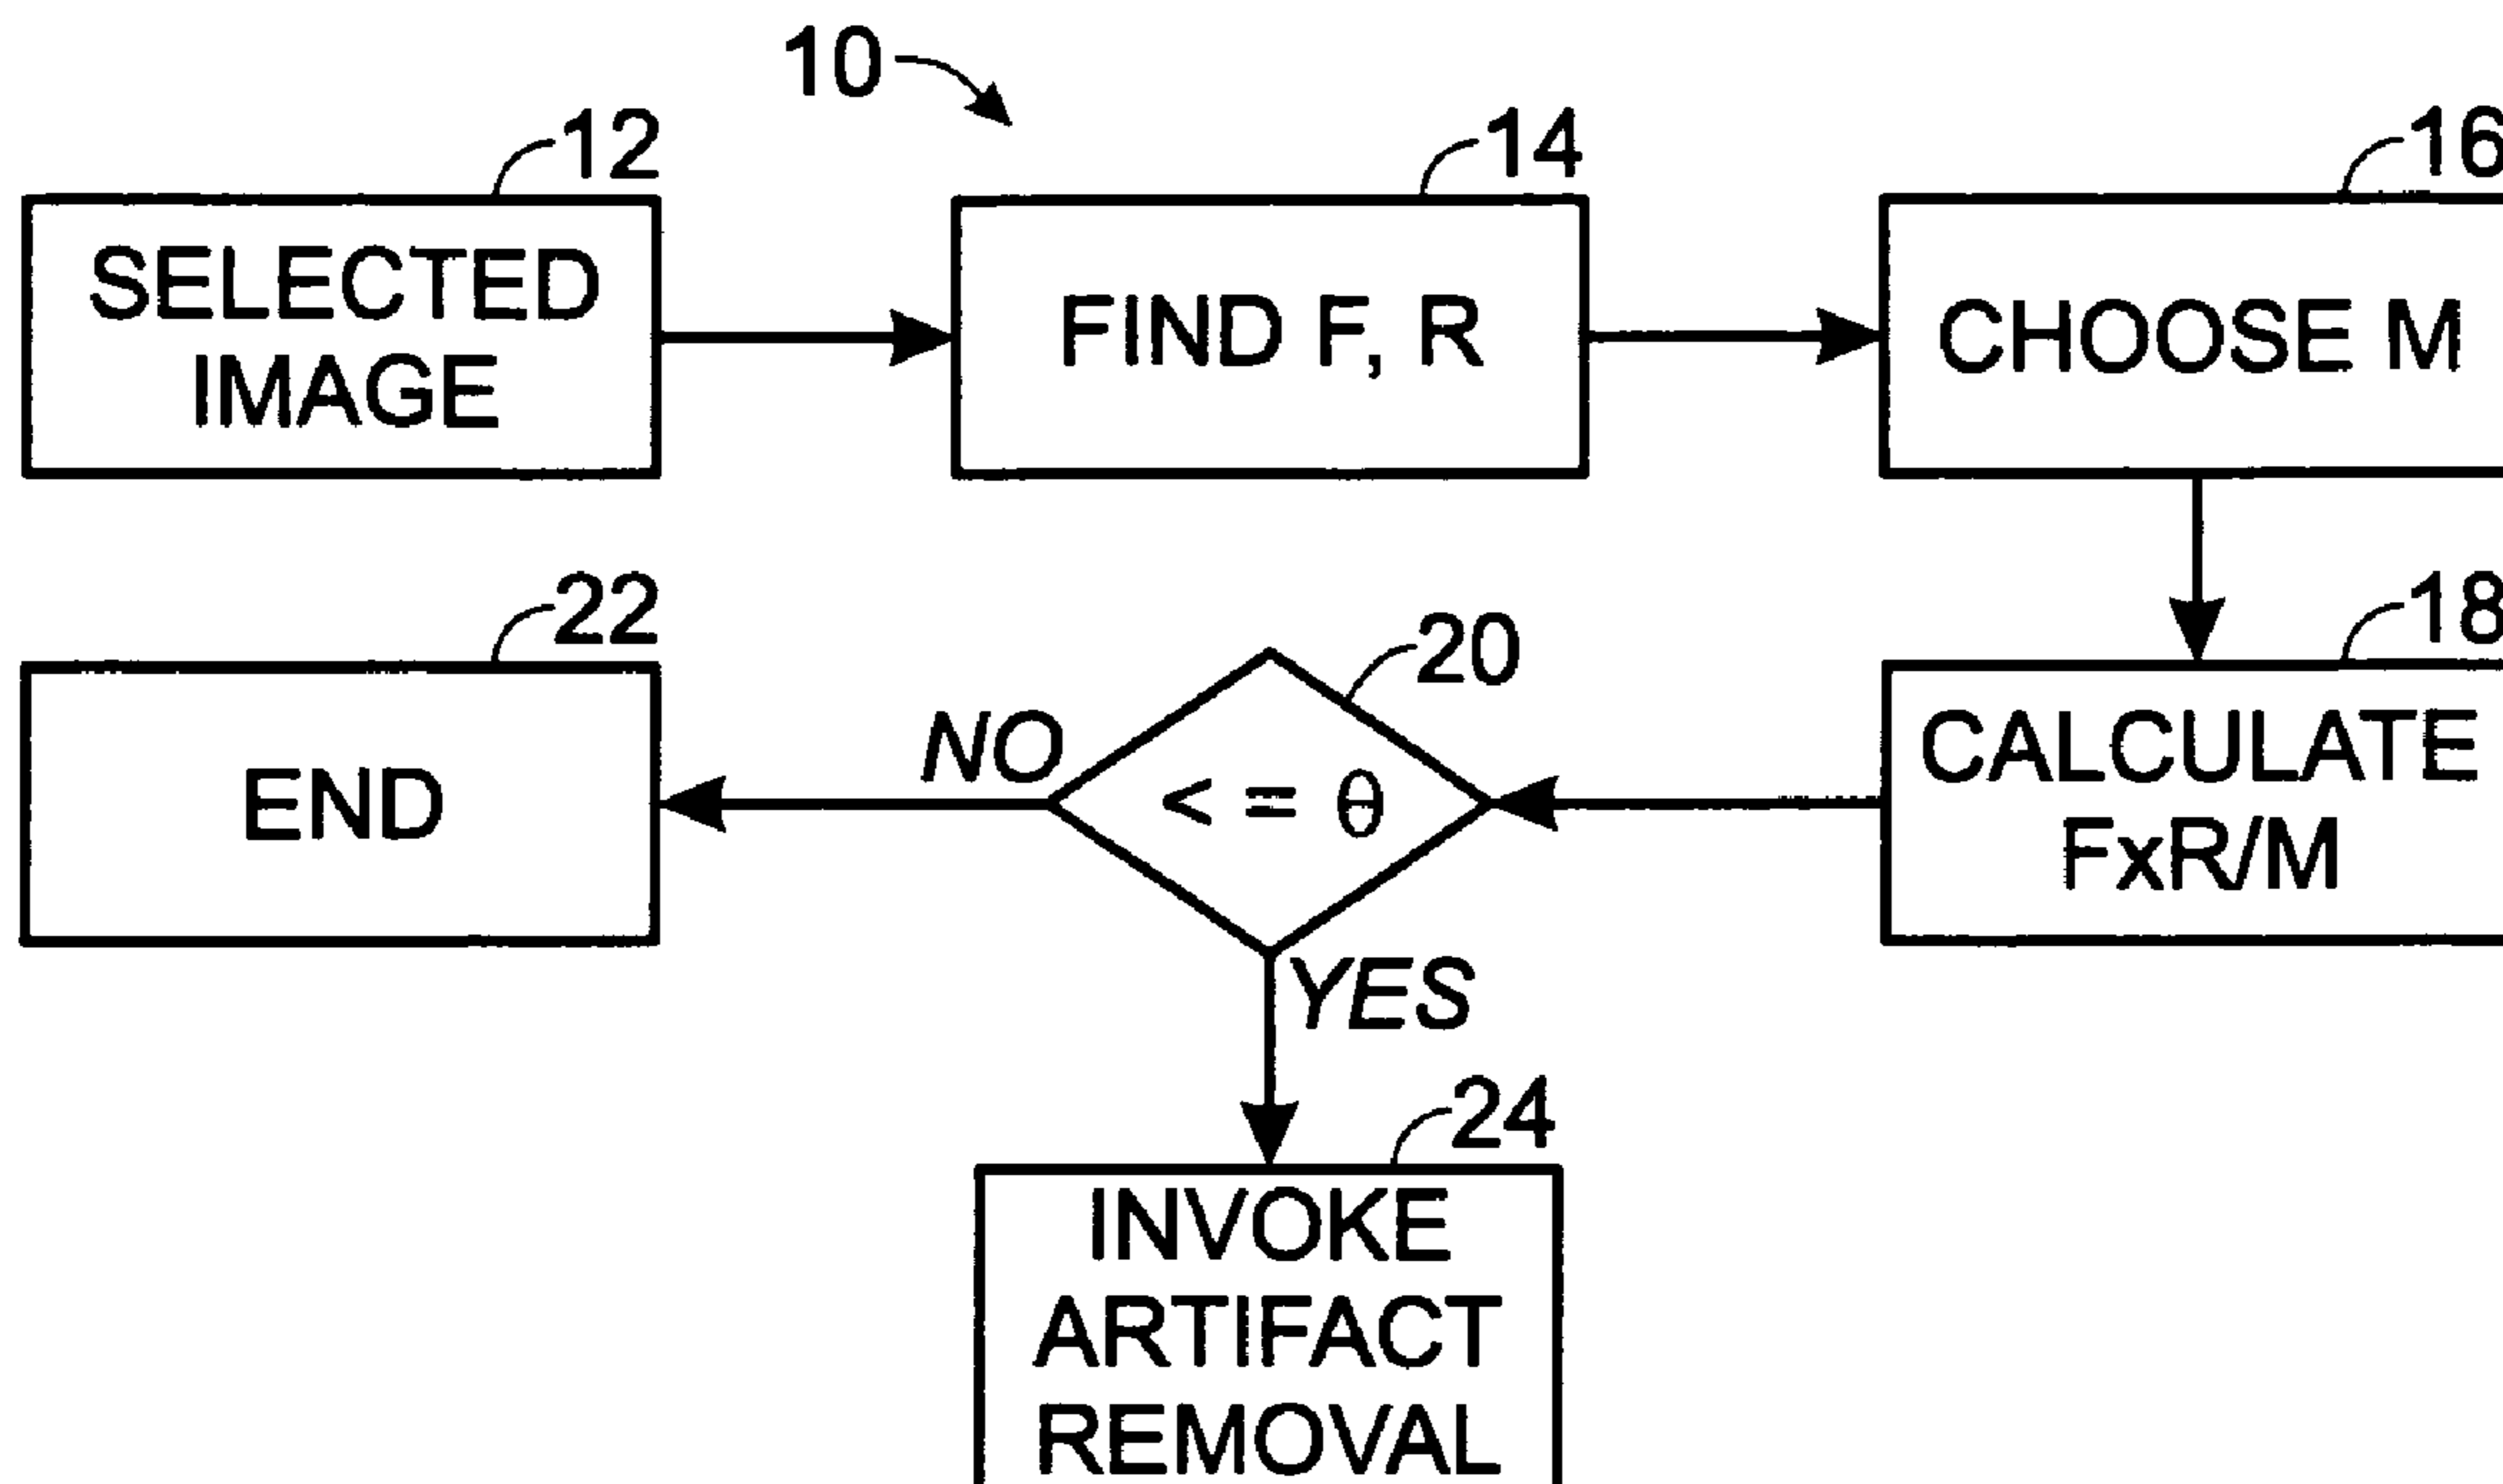 10
12
14
16
SELECTED
IMAGE
FIND F, R
CHOOSE M
22
20
18
END
NO
< = θ
CALCULATE
FxR/M
YES
24
INVOKE
ARTIFACT
REMOVAL